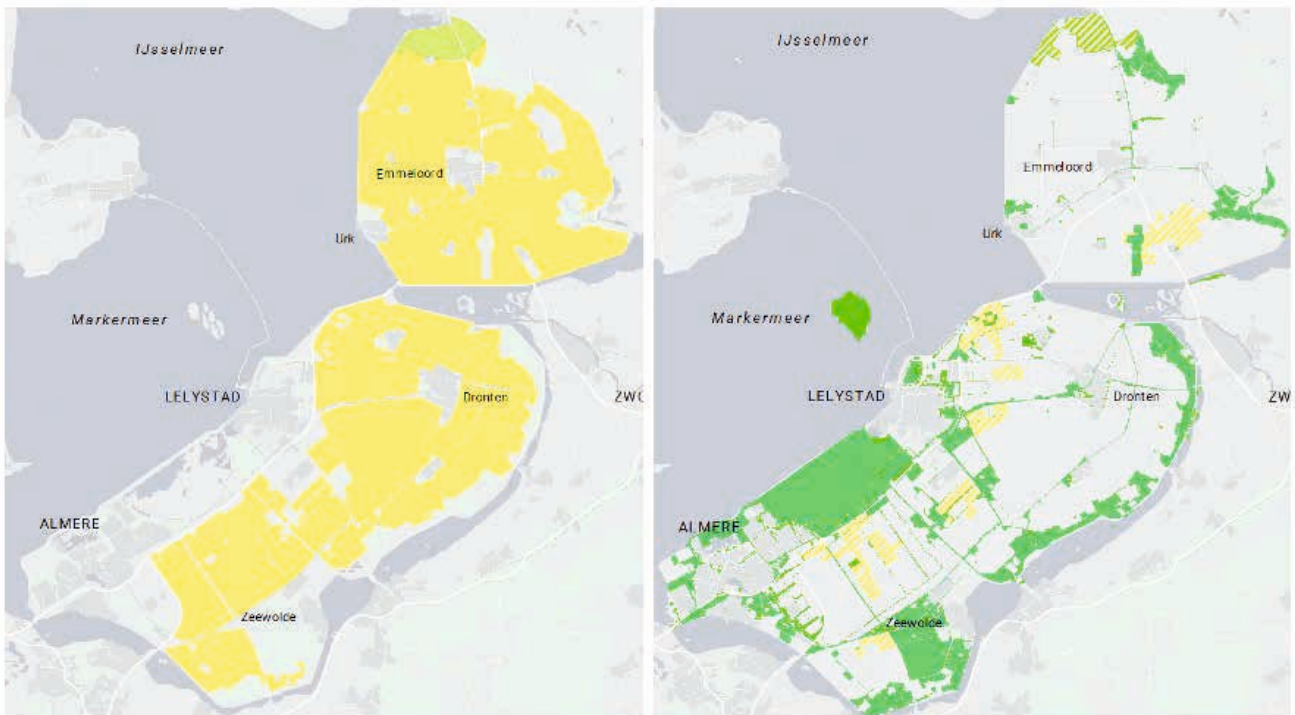 IJsselmeer
Emmeloord
Urk
Markermeer
LELYSTAD
Dronten
ZWO
ALMERE
Zeewolde
IJsselmeer
Emmeloord
Urk
Markermeer
LELYSTAD
Dronten
ZW
ALMERE
Zeewolde